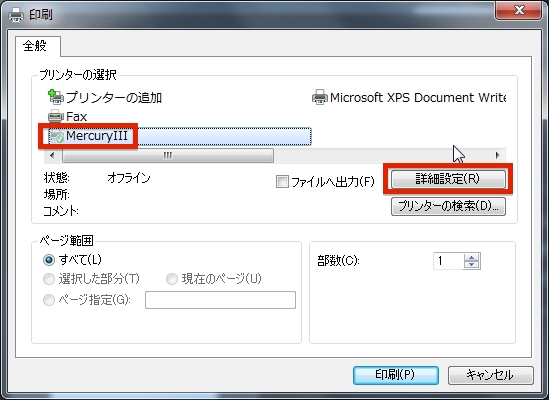 印刷
全般
プリンターの選択
プリンターの追加
Microsoft XPS Document Write
Fax
MercuryIII
状態: オフライン
ファイルへ出力(F)
詳細設定(R)
場所:
コメント:
プリンターの検索(D)...
ページ範囲
すべて(L)
選択した部分(T) 現在のページ(U)
ページ指定(G):
部数(C): 1
印刷(P) キャンセル